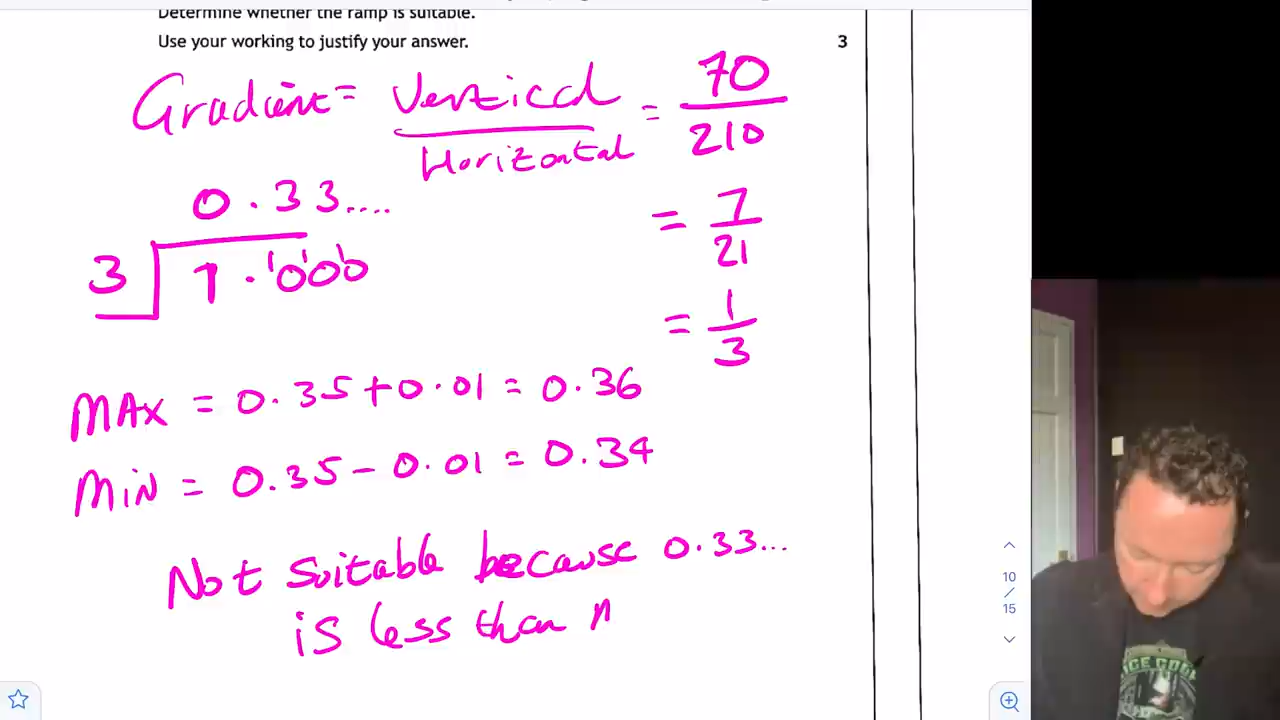 Determine whether the ramp is suitable.
Use your working to justify your answer.
3
Gradient = Vertical / Horizontal = 70 / 210
= 7 / 21
= 1 / 3
0.33....
3 1.000
MAX = 0.35 + 0.01 = 0.36
MIN = 0.35 - 0.01 = 0.34
Not suitable because 0.33...
is less than
10
/
15